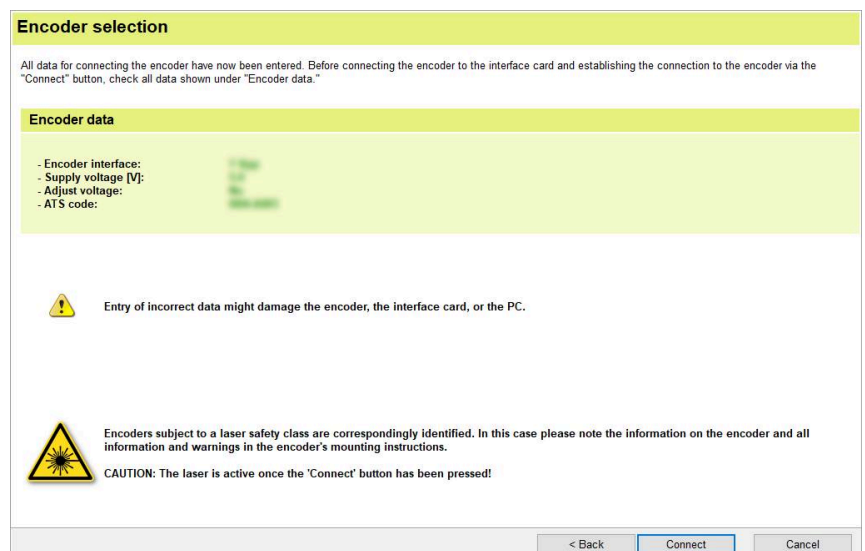 Encoder selection
All data for connecting the encoder have now been entered. Before connecting the encoder to the interface card and establishing the connection to the encoder via the
"Connect" button, check all data shown under "Encoder data."
Encoder data
- Encoder interface:
- Supply voltage [V]:
- Adjust voltage:
- ATS code:
Entry of incorrect data might damage the encoder, the interface card, or the PC.
Encoders subject to a laser safety class are correspondingly identified. In this case please note the information on the encoder and all
information and warnings in the encoder's mounting instructions.
CAUTION: The laser is active once the 'Connect' button has been pressed!
< Back Connect Cancel